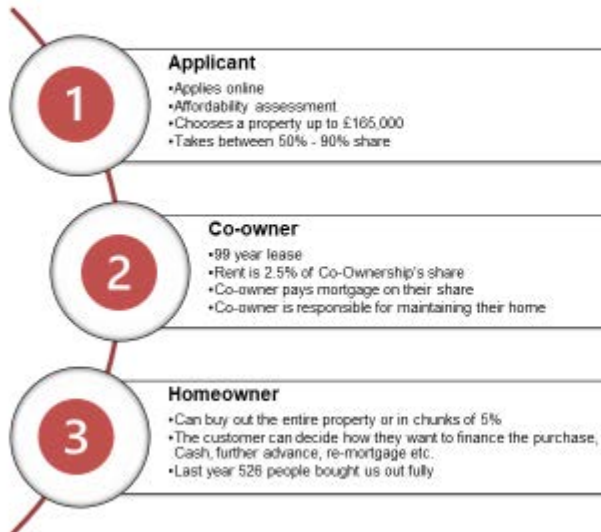 1
Applicant
•Applies online
•Affordability assessment
•Chooses a property up to £165,000
•Takes between 50% - 90% share
2
Co-owner
•99 year lease
•Rent is 2.5% of Co-Ownership's share
•Co-owner pays mortgage on their share
•Co-owner is responsible for maintaining their home
3
Homeowner
•Can buy out the entire property or in chunks of 5%
•The customer can decide how they want to finance the purchase,
Cash, further advance, re-mortgage etc.
•Last year 526 people bought us out fully